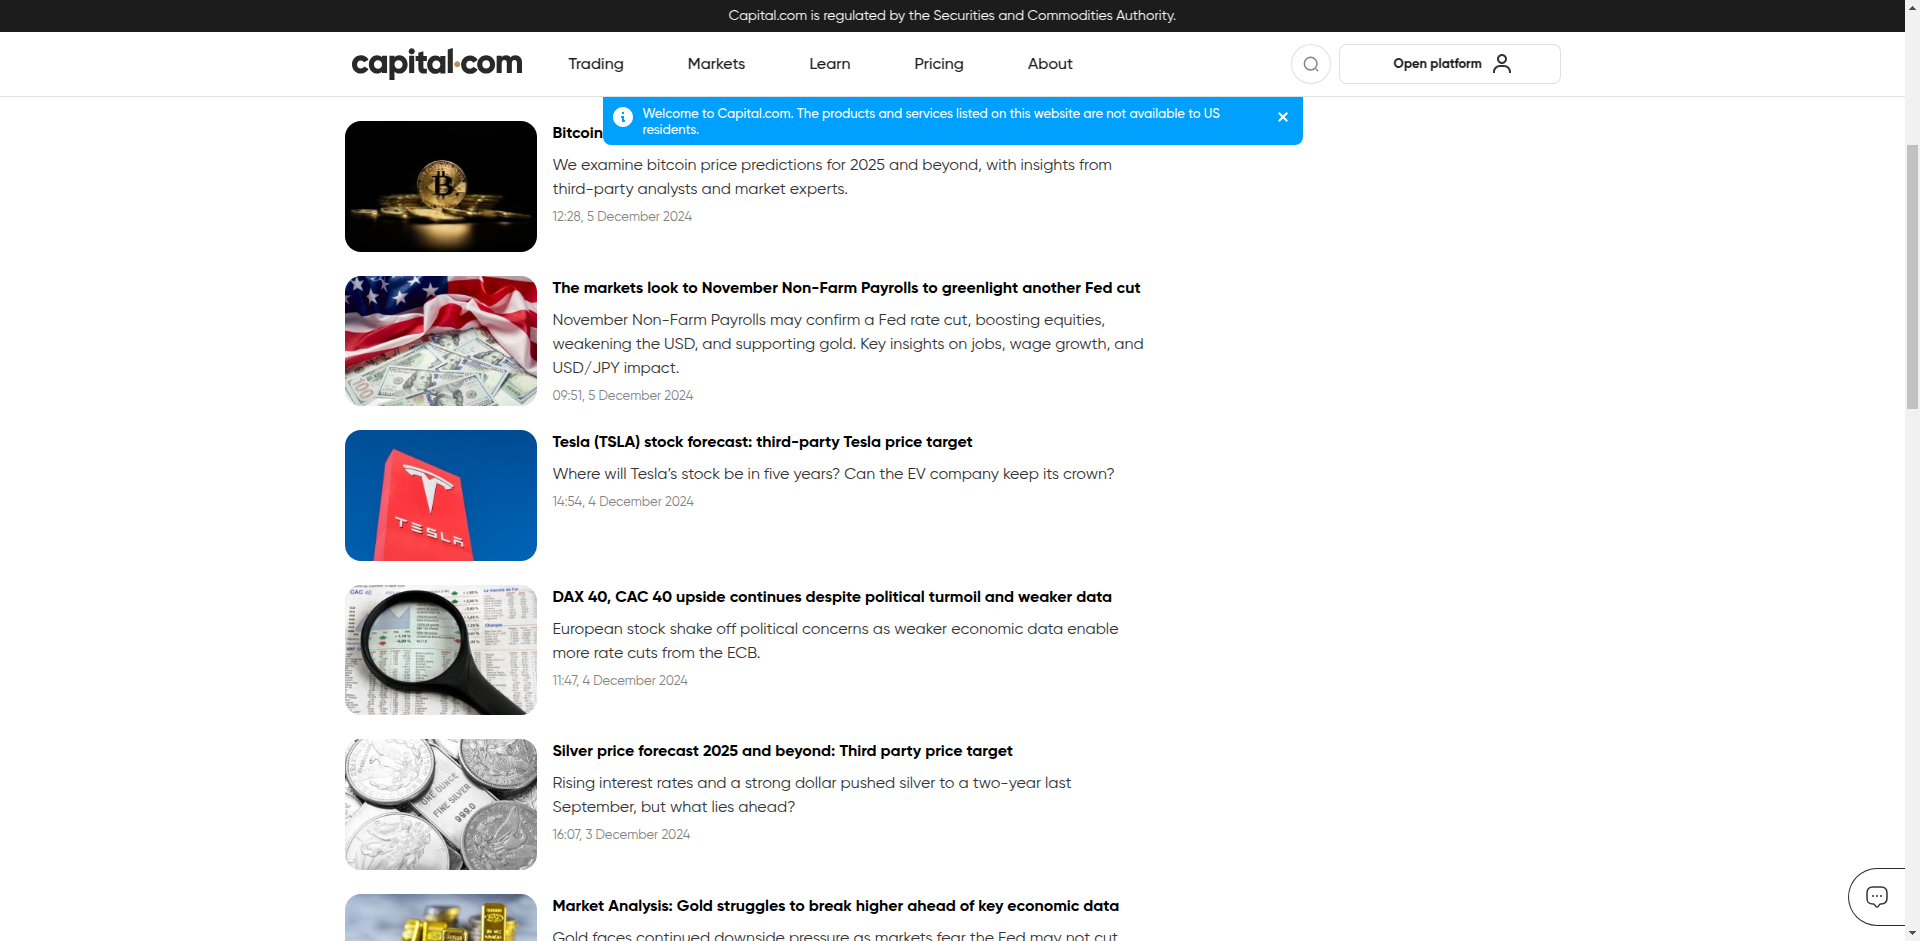 Capital.com is regulated by the Securities and Commodities Authority.
capital.com
Trading
Markets
Learn
Pricing
About
Open platform
Welcome to Capital.com. The products and services listed on this website are not available to US
residents.
Bitcoin
We examine bitcoin price predictions for 2025 and beyond, with insights from
third-party analysts and market experts.
12:28, 5 December 2024
The markets look to November Non-Farm Payrolls to greenlight another Fed cut
November Non-Farm Payrolls may confirm a Fed rate cut, boosting equities,
weakening the USD, and supporting gold. Key insights on jobs, wage growth, and
USD/JPY impact.
09:51, 5 December 2024
TESLA
Tesla (TSLA) stock forecast: third-party Tesla price target
Where will Tesla's stock be in five years? Can the EV company keep its crown?
14:54, 4 December 2024
CAC 40
DAX 40, CAC 40 upside continues despite political turmoil and weaker data
European stock shake off political concerns as weaker economic data enable
more rate cuts from the ECB.
11:47, 4 December 2024
ONE OUNCE
FINE SILVER
999.0
Silver price forecast 2025 and beyond: Third party price target
Rising interest rates and a strong dollar pushed silver to a two-year last
September, but what lies ahead?
16:07, 3 December 2024
Market Analysis: Gold struggles to break higher ahead of key economic data
Gold faces continued downside pressure as markets fear the Fed may not cut